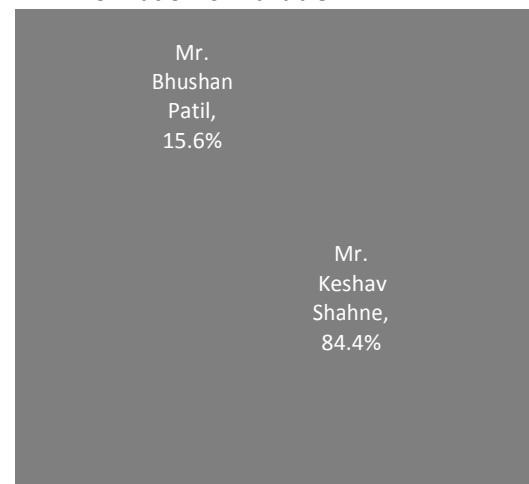 Mr.
Bhushan
Patil,
15.6%
Mr.
Keshav
Shahne,
84.4%